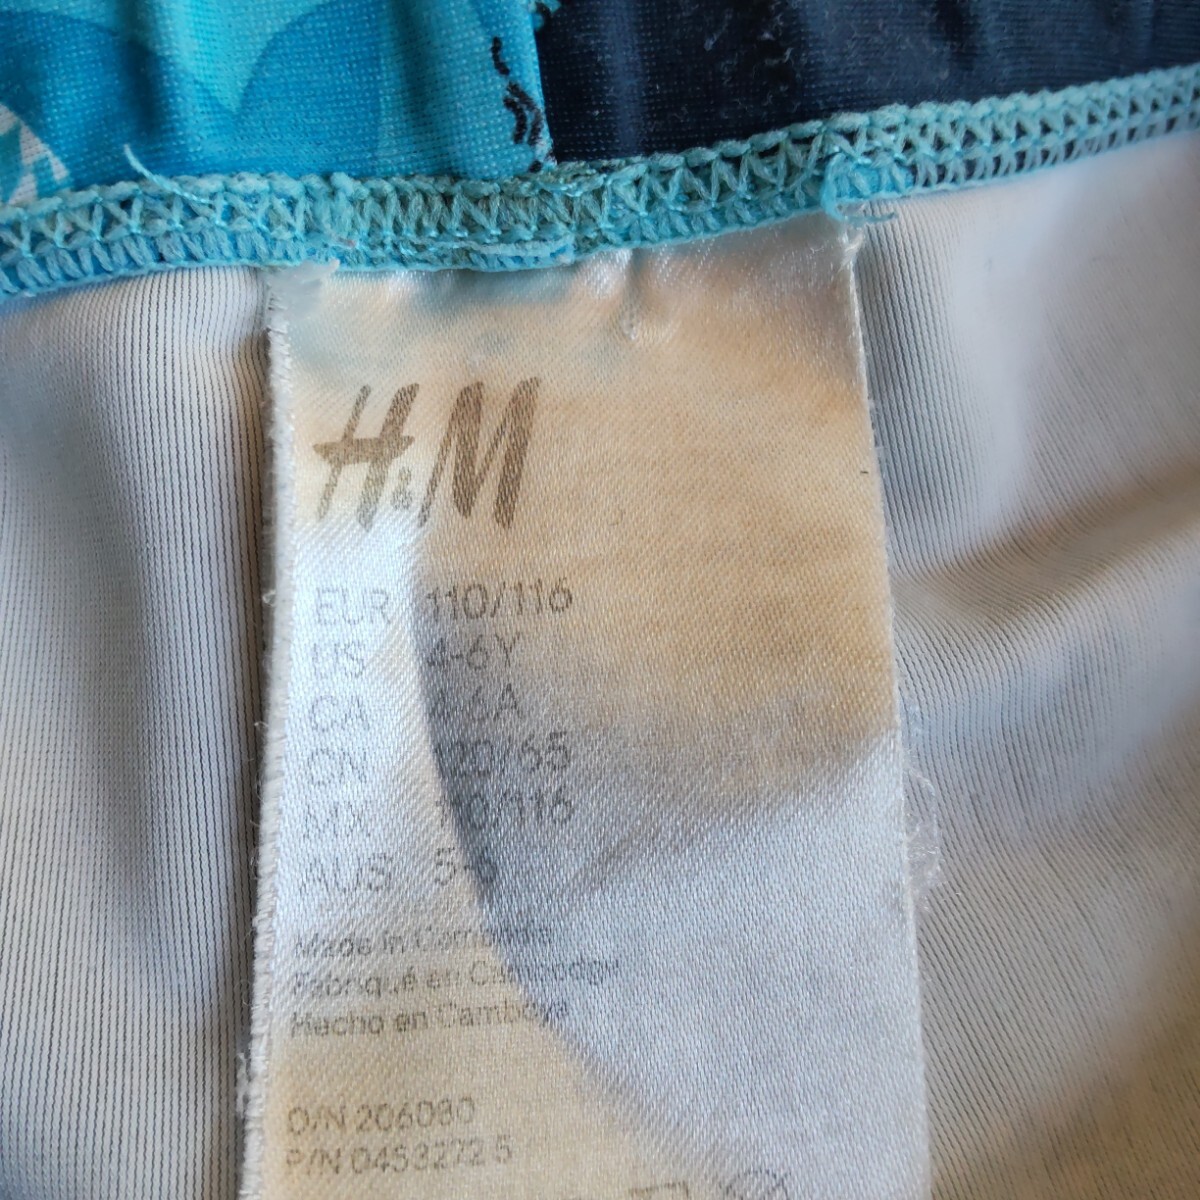 H&M
EUR 110/116
US 4-6Y
CA 4-6A
CN 120/65
MX 110/116
AUS 5-6
Made in Cambodia
Fabriqué en Cambodge
Hecho en Camboya
O/N 206080
P/N 0453272 5